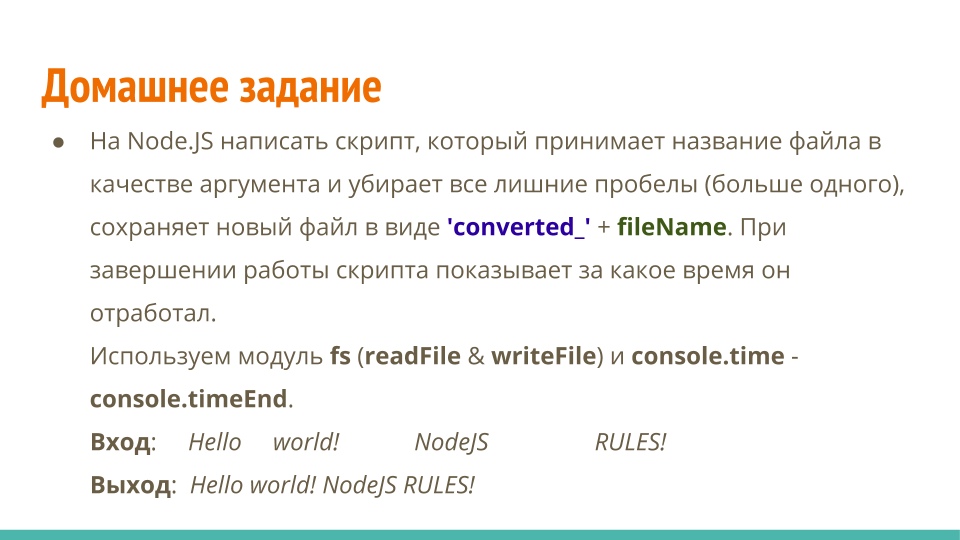 Домашнее задание
● На Node.JS написать скрипт, который принимает название файла в
качестве аргумента и убирает все лишние пробелы (больше одного),
сохраняет новый файл в виде 'converted_' + fileName. При
завершении работы скрипта показывает за какое время он
отработал.
Используем модуль fs (readFile & writeFile) и console.time -
console.timeEnd.
Вход:     Hello     world!            NodeJS                 RULES!
Выход:  Hello world! NodeJS RULES!